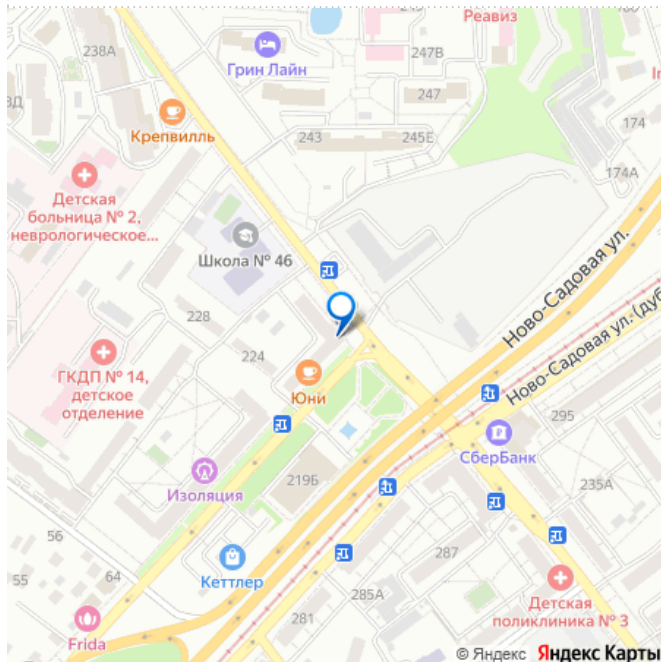 Реавиз
238А
247В
Грин Лайн
247
174
Крепвилль
243
245Е
174А
Детская
больница № 2,
неврологическое...
Школа № 46
Ново-Садовая ул.
228
224
ГКДП № 14,
детское
отделение
Юни
Ново-Садовая ул. (дуб
295
СберБанк
Изоляция
219Б
235А
56
287
55
64
Кеттлер
285А
Детская
поликлиника № 3
281
Frida
© Яндекс Яндекс Карты